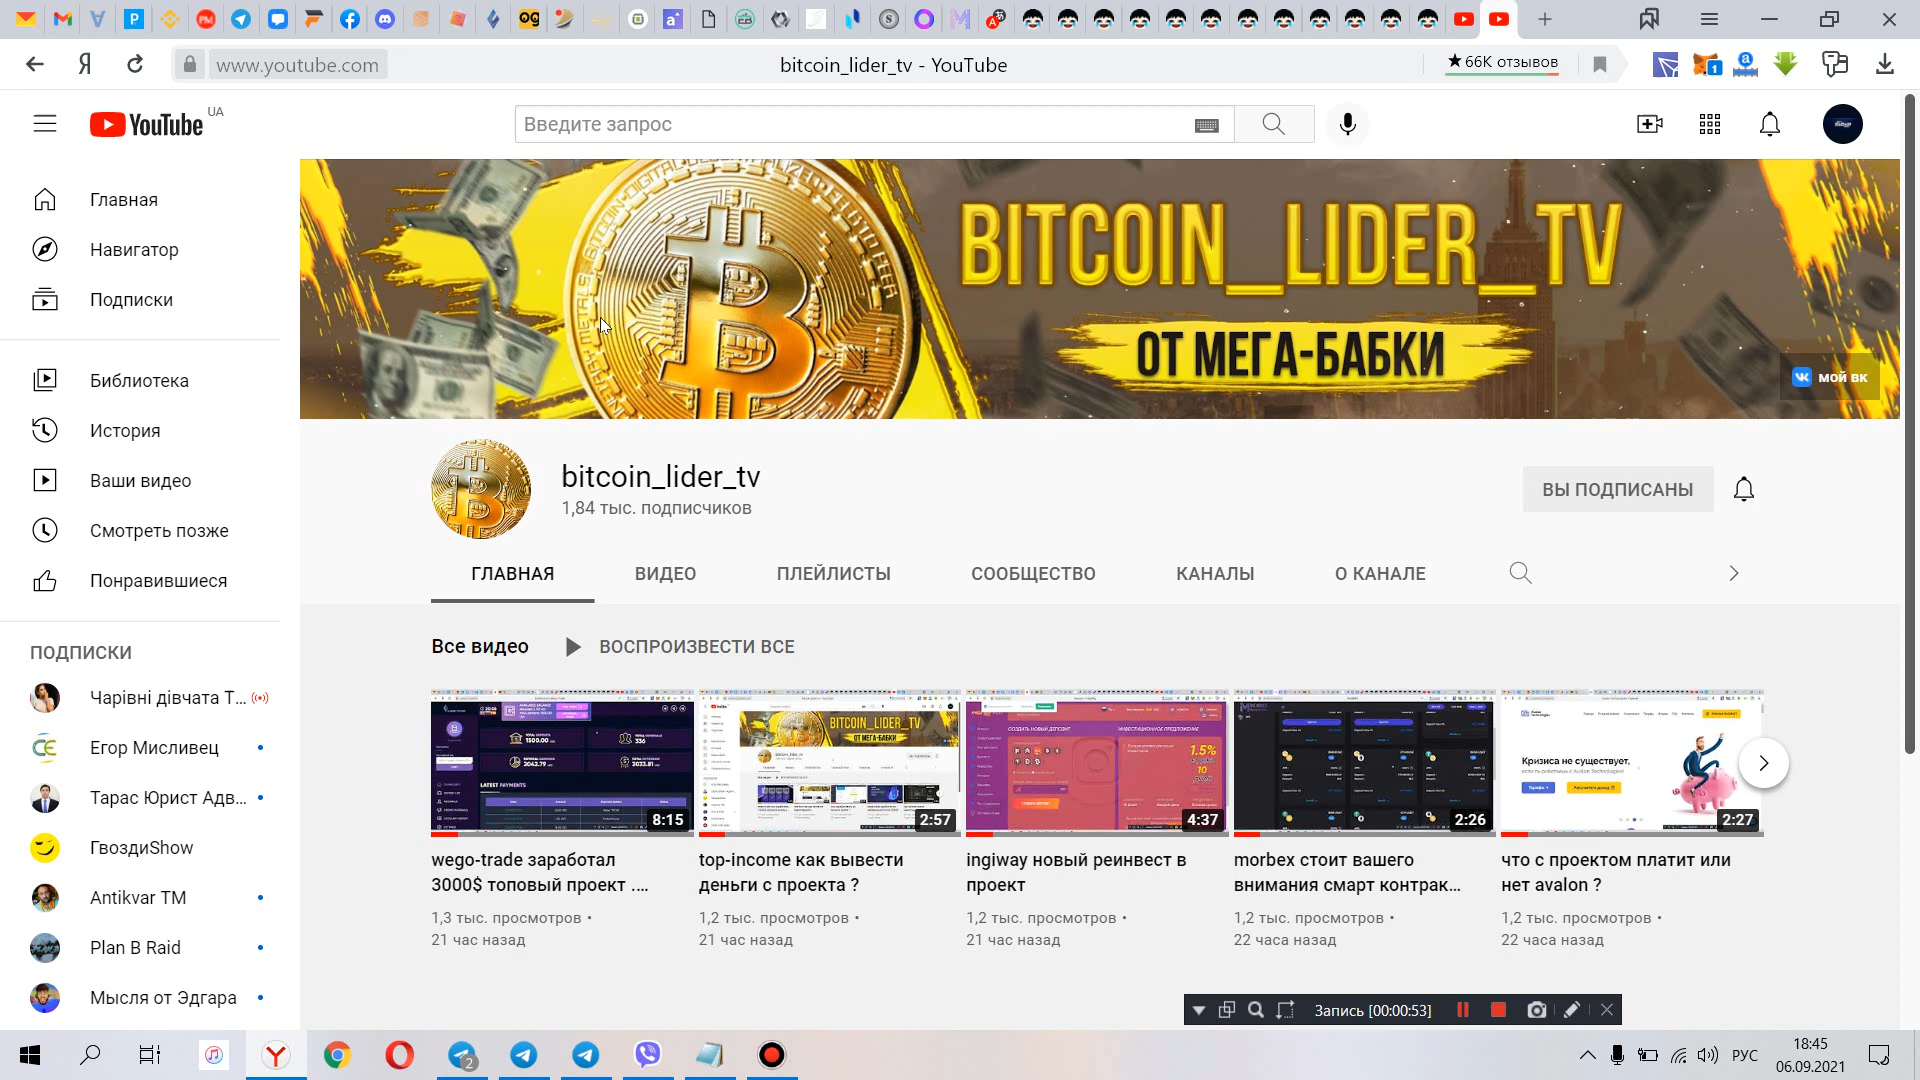 www.youtube.com
bitcoin_lider_tv - YouTube
★66K отзывов
YouTube UA
Введите запрос
Главная
Навигатор
Подписки
Библиотека
История
Ваши видео
Смотреть позже
Понравившиеся
ПОДПИСКИ
Чарівні дівчата Т...
Егор Мисливец
Тарас Юрист Адв...
ГвоздиShow
Antikvar TM
Plan B Raid
Мысля от Эдгара
BITCOIN_LIDER_TV
ОТ МЕГА-БАБКИ
мой вк
bitcoin_lider_tv
1,84 тыс. подписчиков
ВЫ ПОДПИСАНЫ
ГЛАВНАЯ ВИДЕО ПЛЕЙЛИСТЫ СООБЩЕСТВО КАНАЛЫ О КАНАЛЕ
Все видео ВОСПРОИЗВЕСТИ ВСЕ
8:15
2:57
4:37
2:26
Кризиса не существует,
2:27
wego-trade заработал
3000$ топовый проект ....
1,3 тыс. просмотров •
21 час назад
top-income как вывести
деньги с проекта ?
1,2 тыс. просмотров •
21 час назад
ingiway новый реинвест в
проект
1,2 тыс. просмотров •
21 час назад
morbex стоит вашего
внимания смарт контрак...
1,2 тыс. просмотров •
22 часа назад
что с проектом платит или
нет avalon ?
1,2 тыс. просмотров •
22 часа назад
Запись [00:00:53]
2
РУС
18:45
06.09.2021